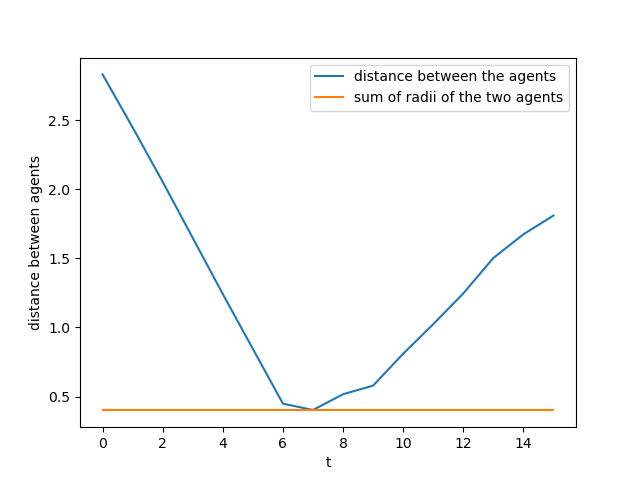 distance between the agents
sum of radii of the two agents
distance between agents
2.5
2.0
1.5
1.0
0.5
0 2 4 6 8 10 12 14
t